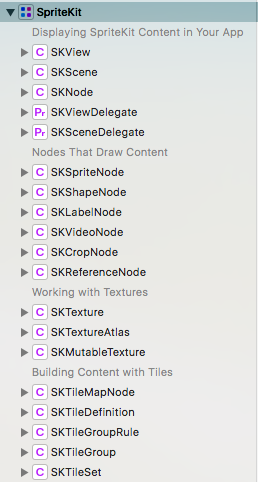 SpriteKit
Displaying SpriteKit Content in Your App
C SKView
C SKScene
C SKNode
Pr SKViewDelegate
Pr SKSceneDelegate
Nodes That Draw Content
C SKSpriteNode
C SKShapeNode
C SKLabelNode
C SKVideoNode
C SKCropNode
C SKReferenceNode
Working with Textures
C SKTexture
C SKTextureAtlas
C SKMutableTexture
Building Content with Tiles
C SKTileMapNode
C SKTileDefinition
C SKTileGroupRule
C SKTileGroup
C SKTileSet